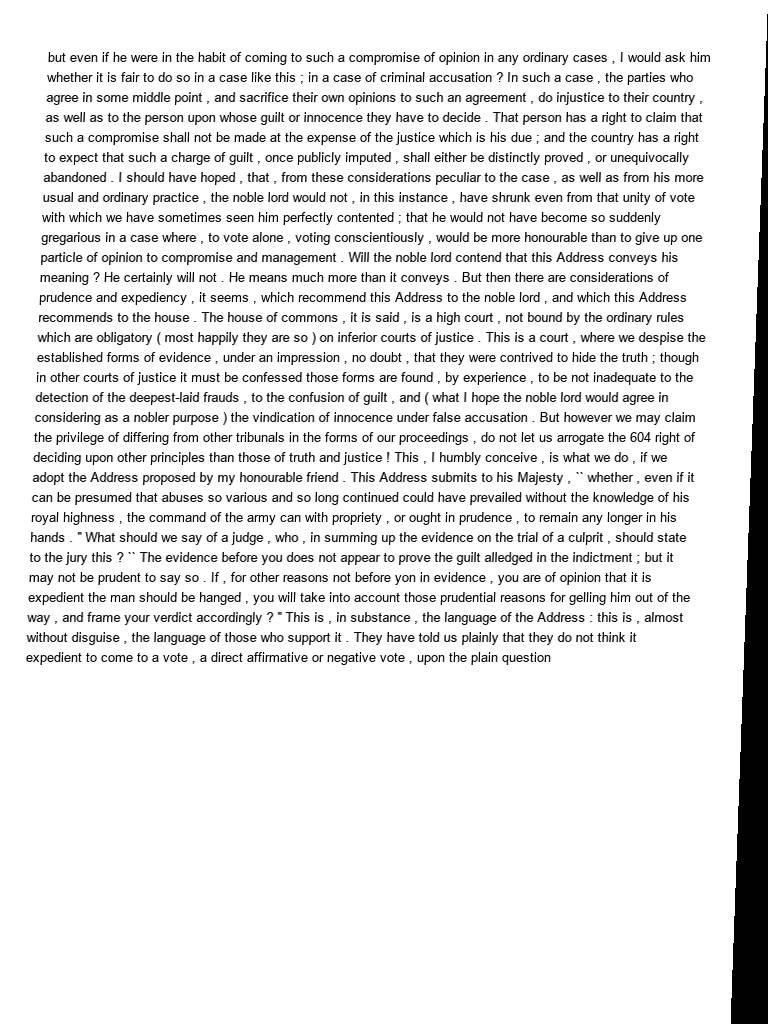 but even if he were in the habit of coming to such a compromise of opinion in any ordinary cases , I would ask him
whether it is fair to do so in a case like this ; in a case of criminal accusation ? In such a case , the parties who
agree in some middle point , and sacrifice their own opinions to such an agreement , do injustice to their country ,
as well as to the person upon whose guilt or innocence they have to decide . That person has a right to claim that
such a compromise shall not be made at the expense of the justice which is his due ; and the country has a right
to expect that such a charge of guilt , once publicly imputed , shall either be distinctly proved , or unequivocally
abandoned . I should have hoped , that , from these considerations peculiar to the case , as well as from his more
usual and ordinary practice , the noble lord would not , in this instance , have shrunk even from that unity of vote
with which we have sometimes seen him perfectly contented ; that he would not have become so suddenly
gregarious in a case where , to vote alone , voting conscientiously , would be more honourable than to give up one
particle of opinion to compromise and management . Will the noble lord contend that this Address conveys his
meaning ? He certainly will not . He means much more than it conveys . But then there are considerations of
prudence and expediency , it seems , which recommend this Address to the noble lord , and which this Address
recommends to the house . The house of commons , it is said , is a high court , not bound by the ordinary rules
which are obligatory ( most happily they are so ) on inferior courts of justice . This is a court , where we despise the
established forms of evidence , under an impression , no doubt , that they were contrived to hide the truth ; though
in other courts of justice it must be confessed those forms are found , by experience , to be not inadequate to the
detection of the deepest-laid frauds , to the confusion of guilt , and ( what I hope the noble lord would agree in
considering as a nobler purpose ) the vindication of innocence under false accusation . But however we may claim
the privilege of differing from other tribunals in the forms of our proceedings , do not let us arrogate the 604 right of
deciding upon other principles than those of truth and justice ! This , I humbly conceive , is what we do , if we
adopt the Address proposed by my honourable friend . This Address submits to his Majesty , `` whether , even if it
can be presumed that abuses so various and so long continued could have prevailed without the knowledge of his
royal highness , the command of the army can with propriety , or ought in prudence , to remain any longer in his
hands . " What should we say of a judge , who , in summing up the evidence on the trial of a culprit , should state
to the jury this ? `` The evidence before you does not appear to prove the guilt alledged in the indictment ; but it
may not be prudent to say so . If , for other reasons not before yon in evidence , you are of opinion that it is
expedient the man should be hanged , you will take into account those prudential reasons for gelling him out of the
way , and frame your verdict accordingly ? " This is , in substance , the language of the Address : this is , almost
without disguise , the language of those who support it . They have told us plainly that they do not think it
expedient to come to a vote , a direct affirmative or negative vote , upon the plain question